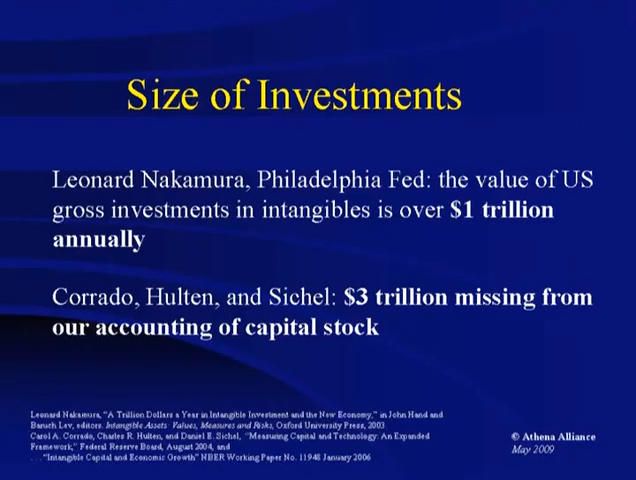 Size of Investments
Leonard Nakamura, Philadelphia Fed: the value of US
gross investments in intangibles is over $1 trillion
annually
Corrado, Hulten, and Sichel: $3 trillion missing from
our accounting of capital stock
Leonard Nakamura, "A Trillion Dollars a Year in Intangible Investment and the New Economy," in John Hand and
Baruch Lev, editors. Intangible Assets: Values, Measures and Risks, Oxford University Press, 2003
Carol A. Corrado, Charles R. Hulten, and Daniel E. Sichel, "Measuring Capital and Technology: An Expanded
Framework," Federal Reserve Board, August 2004, and
. . . "Intangible Capital and Economic Growth" NBER Working Paper No. 11948 January 2006
© Athena Alliance
May 2009